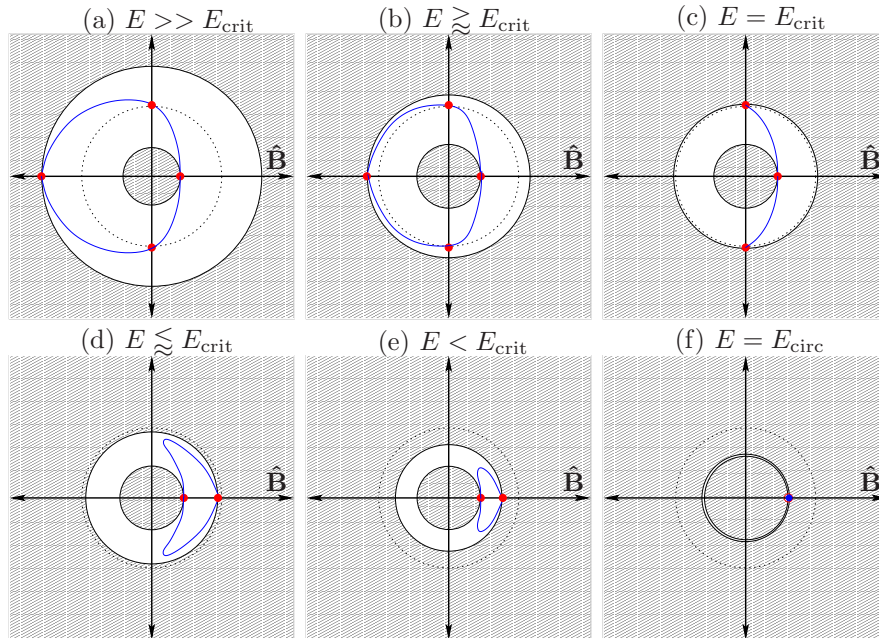 (a) E >> E_crit
(b) E ⪆ E_crit
(c) E = E_crit
B̂
B̂
B̂
(d) E ⪅ E_crit
(e) E < E_crit
(f) E = E_circ
B̂
B̂
B̂